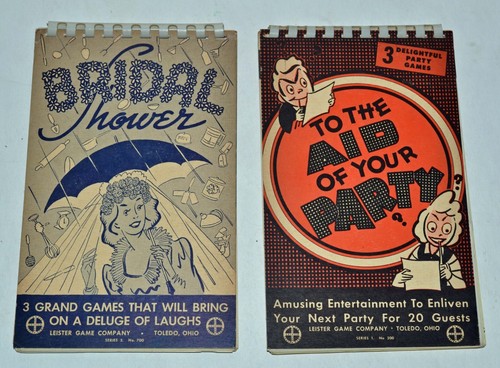 BRIDAL
Shower
3 GRAND GAMES THAT WILL BRING
ON A DELUGE OF LAUGHS
LEISTER GAME COMPANY • TOLEDO, OHIO
3 DELIGHTFUL
PARTY
GAMES
TO THE
AID
OF YOUR
PARTY
?
?
?
Amusing Entertainment To Enliven
Your Next Party For 20 Guests
LEISTER GAME COMPANY • TOLEDO, OHIO